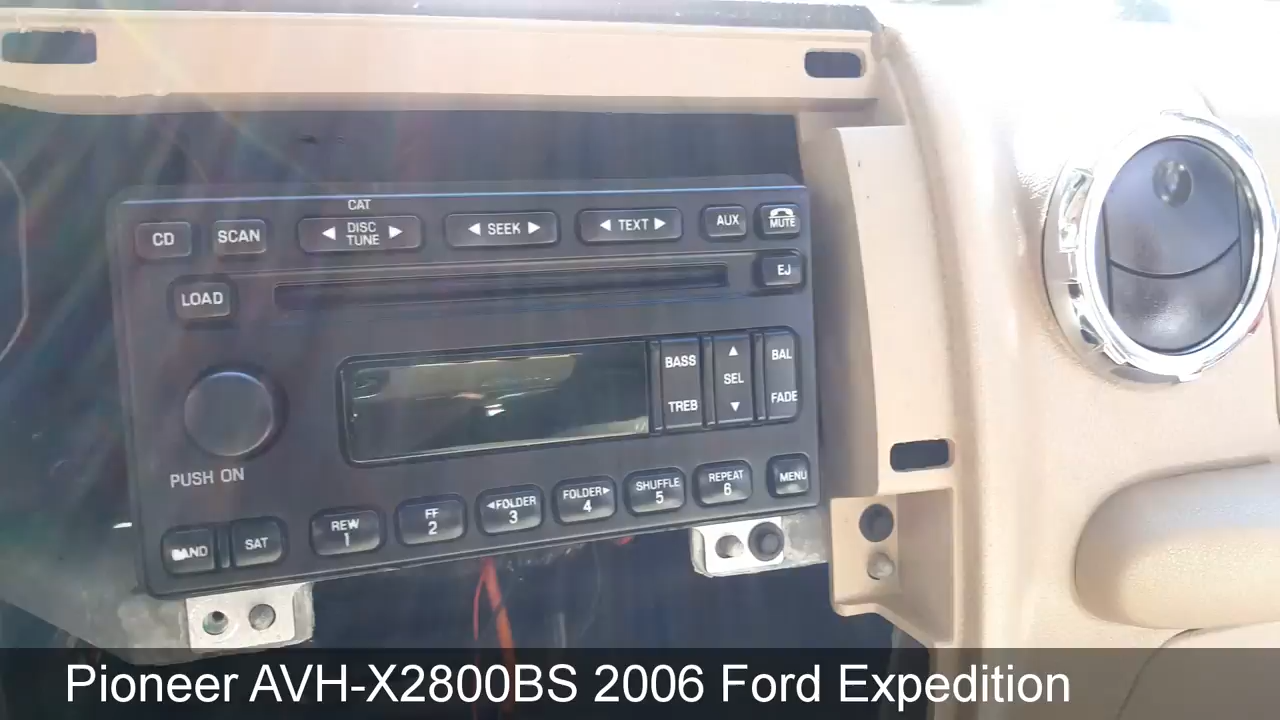 CAT
CD SCAN ◀ DISC TUNE ▶ ◀ SEEK ▶ ◀ TEXT ▶ AUX MUTE
LOAD EJ
BASS ▲ BAL
SEL
TREB ▼ FADE
PUSH ON
BAND SAT REW 1 FF 2 ◀FOLDER 3 FOLDER▶ 4 SHUFFLE 5 REPEAT 6 MENU
Pioneer AVH-X2800BS 2006 Ford Expedition